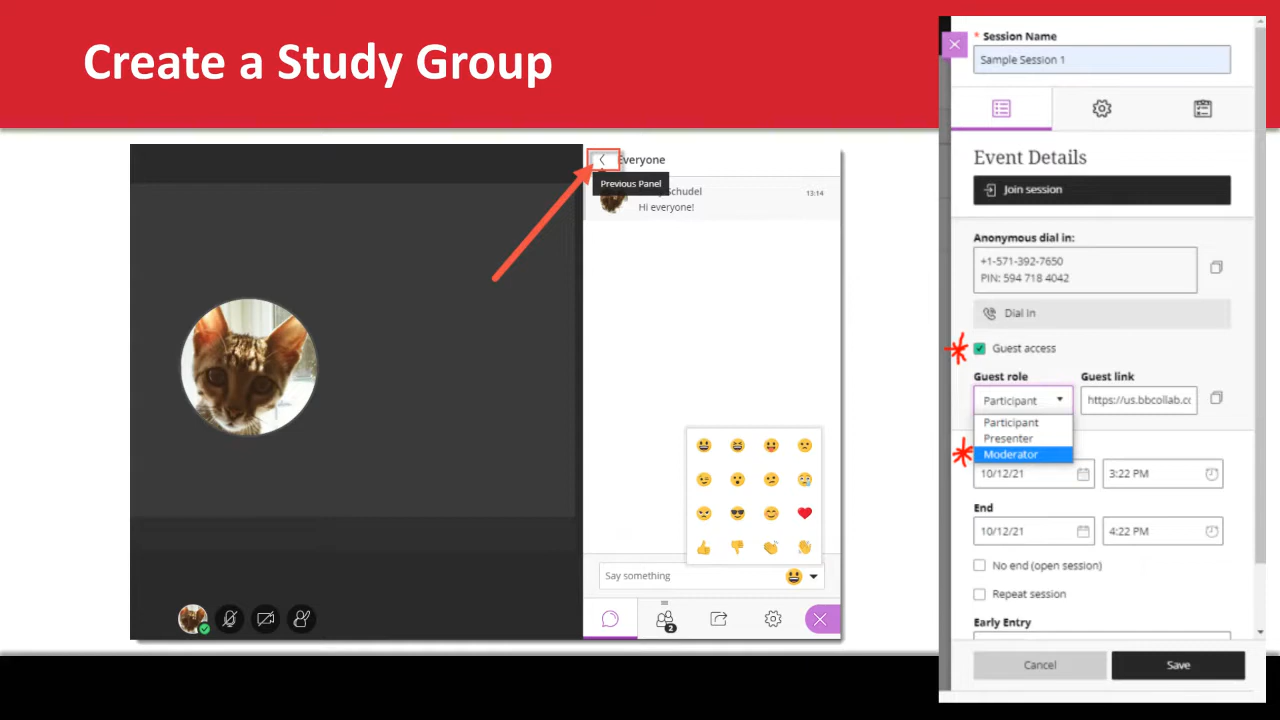 Create a Study Group
Everyone
Previous Panel
chudel
13:14
Hi everyone!
Say something
2
* Session Name
Sample Session 1
Event Details
Join session
Anonymous dial in:
+1-571-392-7650
PIN: 594 718 4042
Dial In
Guest access
Guest role
Guest link
Participant
https://us.bbcollab.cc
Participant
Presenter
Moderator
10/12/21
3:22 PM
End
10/12/21
4:22 PM
No end (open session)
Repeat session
Early Entry
Cancel
Save